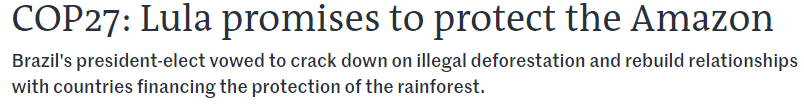 COP27: Lula promises to protect the Amazon
Brazil's president-elect vowed to crack down on illegal deforestation and rebuild relationships
with countries financing the protection of the rainforest.